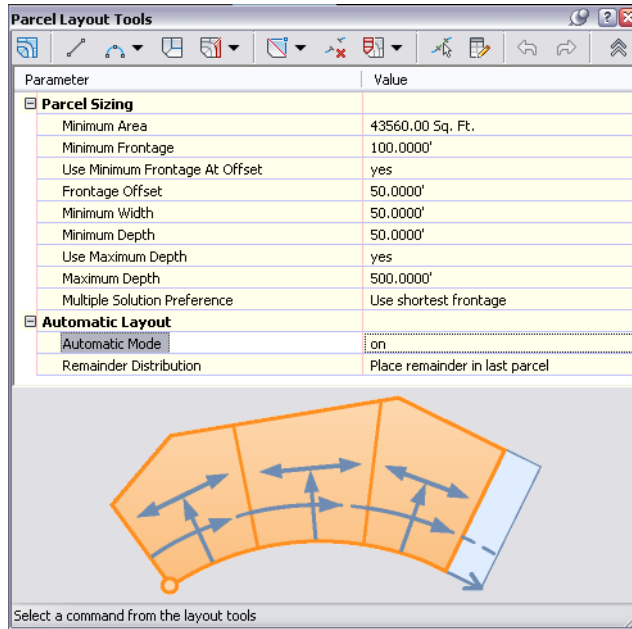 Parcel Layout Tools
Parameter Value
Parcel Sizing
Minimum Area 43560.00 Sq. Ft.
Minimum Frontage 100.0000'
Use Minimum Frontage At Offset yes
Frontage Offset 50.0000'
Minimum Width 50.0000'
Minimum Depth 50.0000'
Use Maximum Depth yes
Maximum Depth 500.0000'
Multiple Solution Preference Use shortest frontage
Automatic Layout
Automatic Mode on
Remainder Distribution Place remainder in last parcel
Select a command from the layout tools